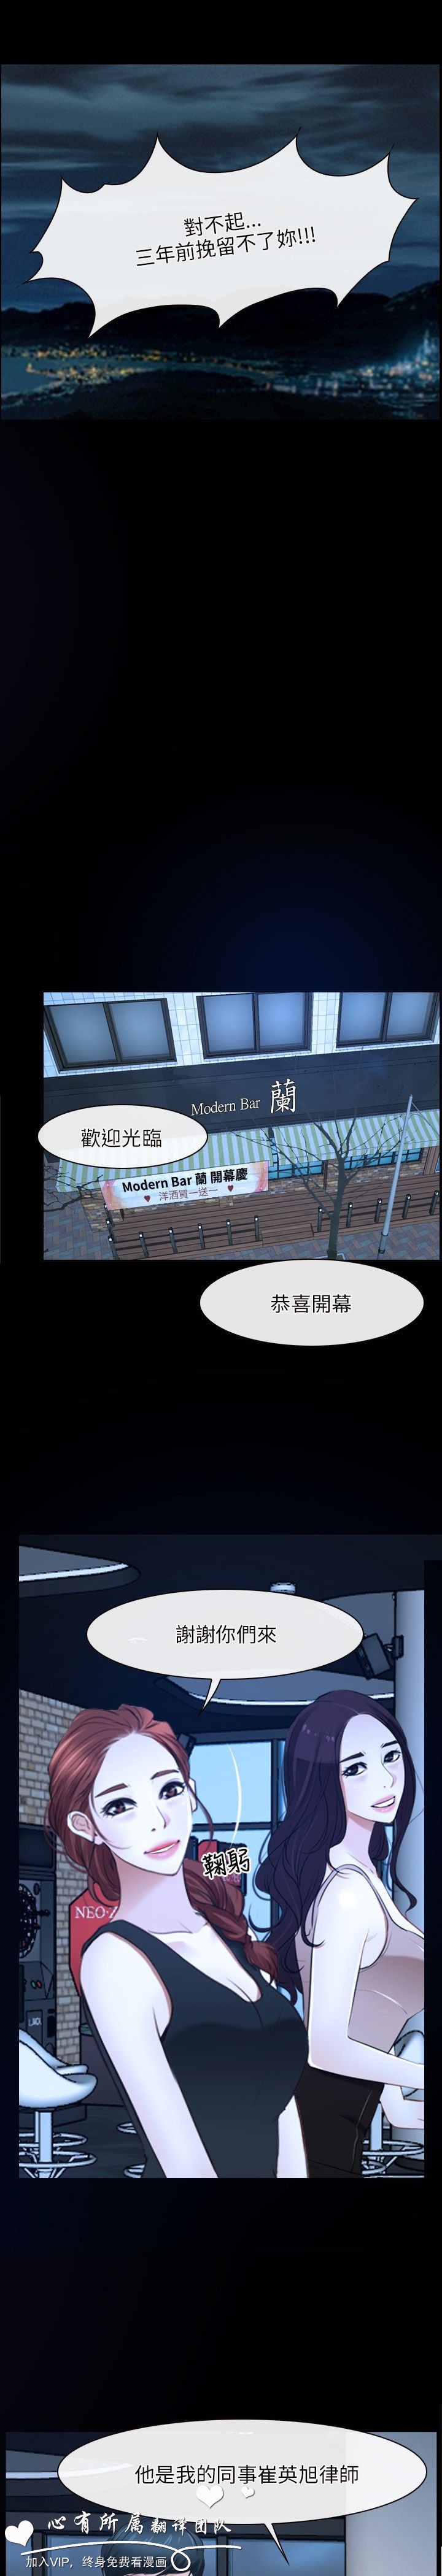 對不起...
三年前挽留不了妳!!!
Modern Bar 蘭
歡迎光臨
Modern Bar 蘭 開幕慶
♥ 洋酒買一送一 ♥
恭喜開幕
謝謝你們來
鞠躬
NEO
他是我的同事崔英旭律師
心有所属翻译团队
加入VIP，终身免费看漫画